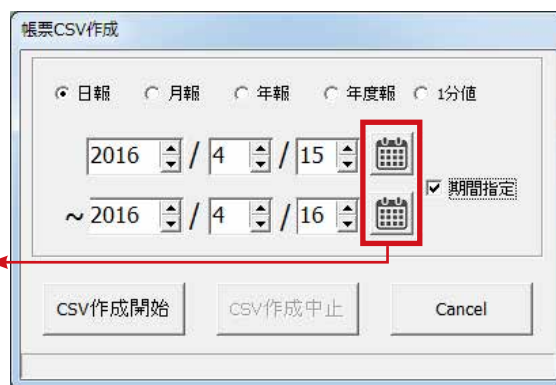 帳票CSV作成
日報 月報 年報 年度報 1分値
2016 / 4 / 15
期間指定
~ 2016 / 4 / 16
CSV作成開始 CSV作成中止 Cancel